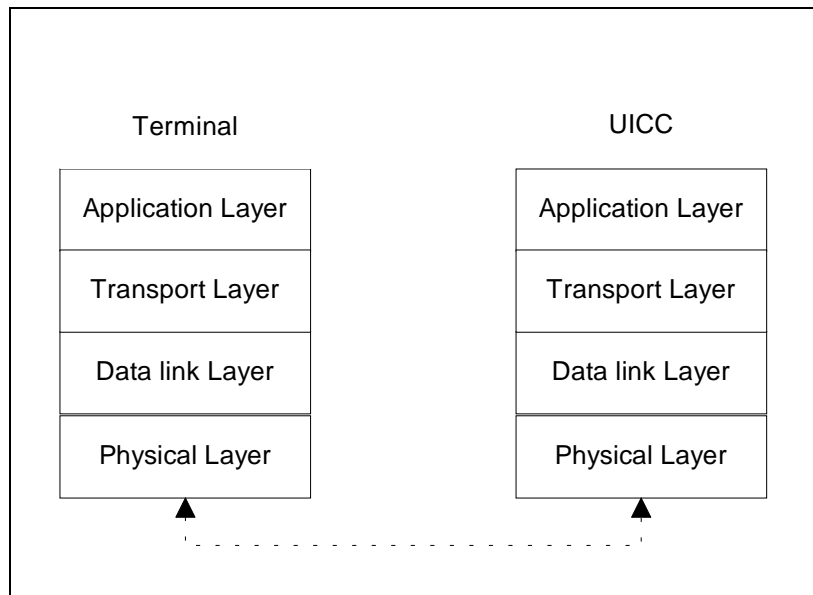 Terminal
UICC
Application Layer
Application Layer
Transport Layer
Transport Layer
Data link Layer
Data link Layer
Physical Layer
Physical Layer